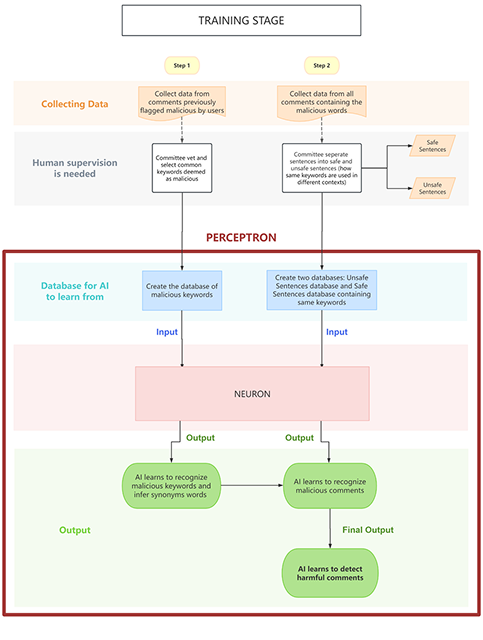 TRAINING STAGE
Step 1
Step 2
Collecting Data
Collect data from
comments previously
flagged malicious by users
Collect data from all
comments containing the
malicious words
Human supervision
is needed
Committee vet and
select common
keywords deemed
as malicious
Committee seperate
sentences into safe and
unsafe sentences (how
same keywords are used in
different contexts)
Safe
Sentences
Unsafe
Sentences
PERCEPTRON
Database for AI
to learn from
Create the database of
malicious keywords
Create two databases: Unsafe
Sentences database and Safe
Sentences database containing
same keywords
Input
Input
NEURON
Output
Output
Output
AI learns to recognize
malicious keywords and
infer synonyms words
AI learns to recognize
malicious comments
Final Output
AI learns to detect
harmful comments